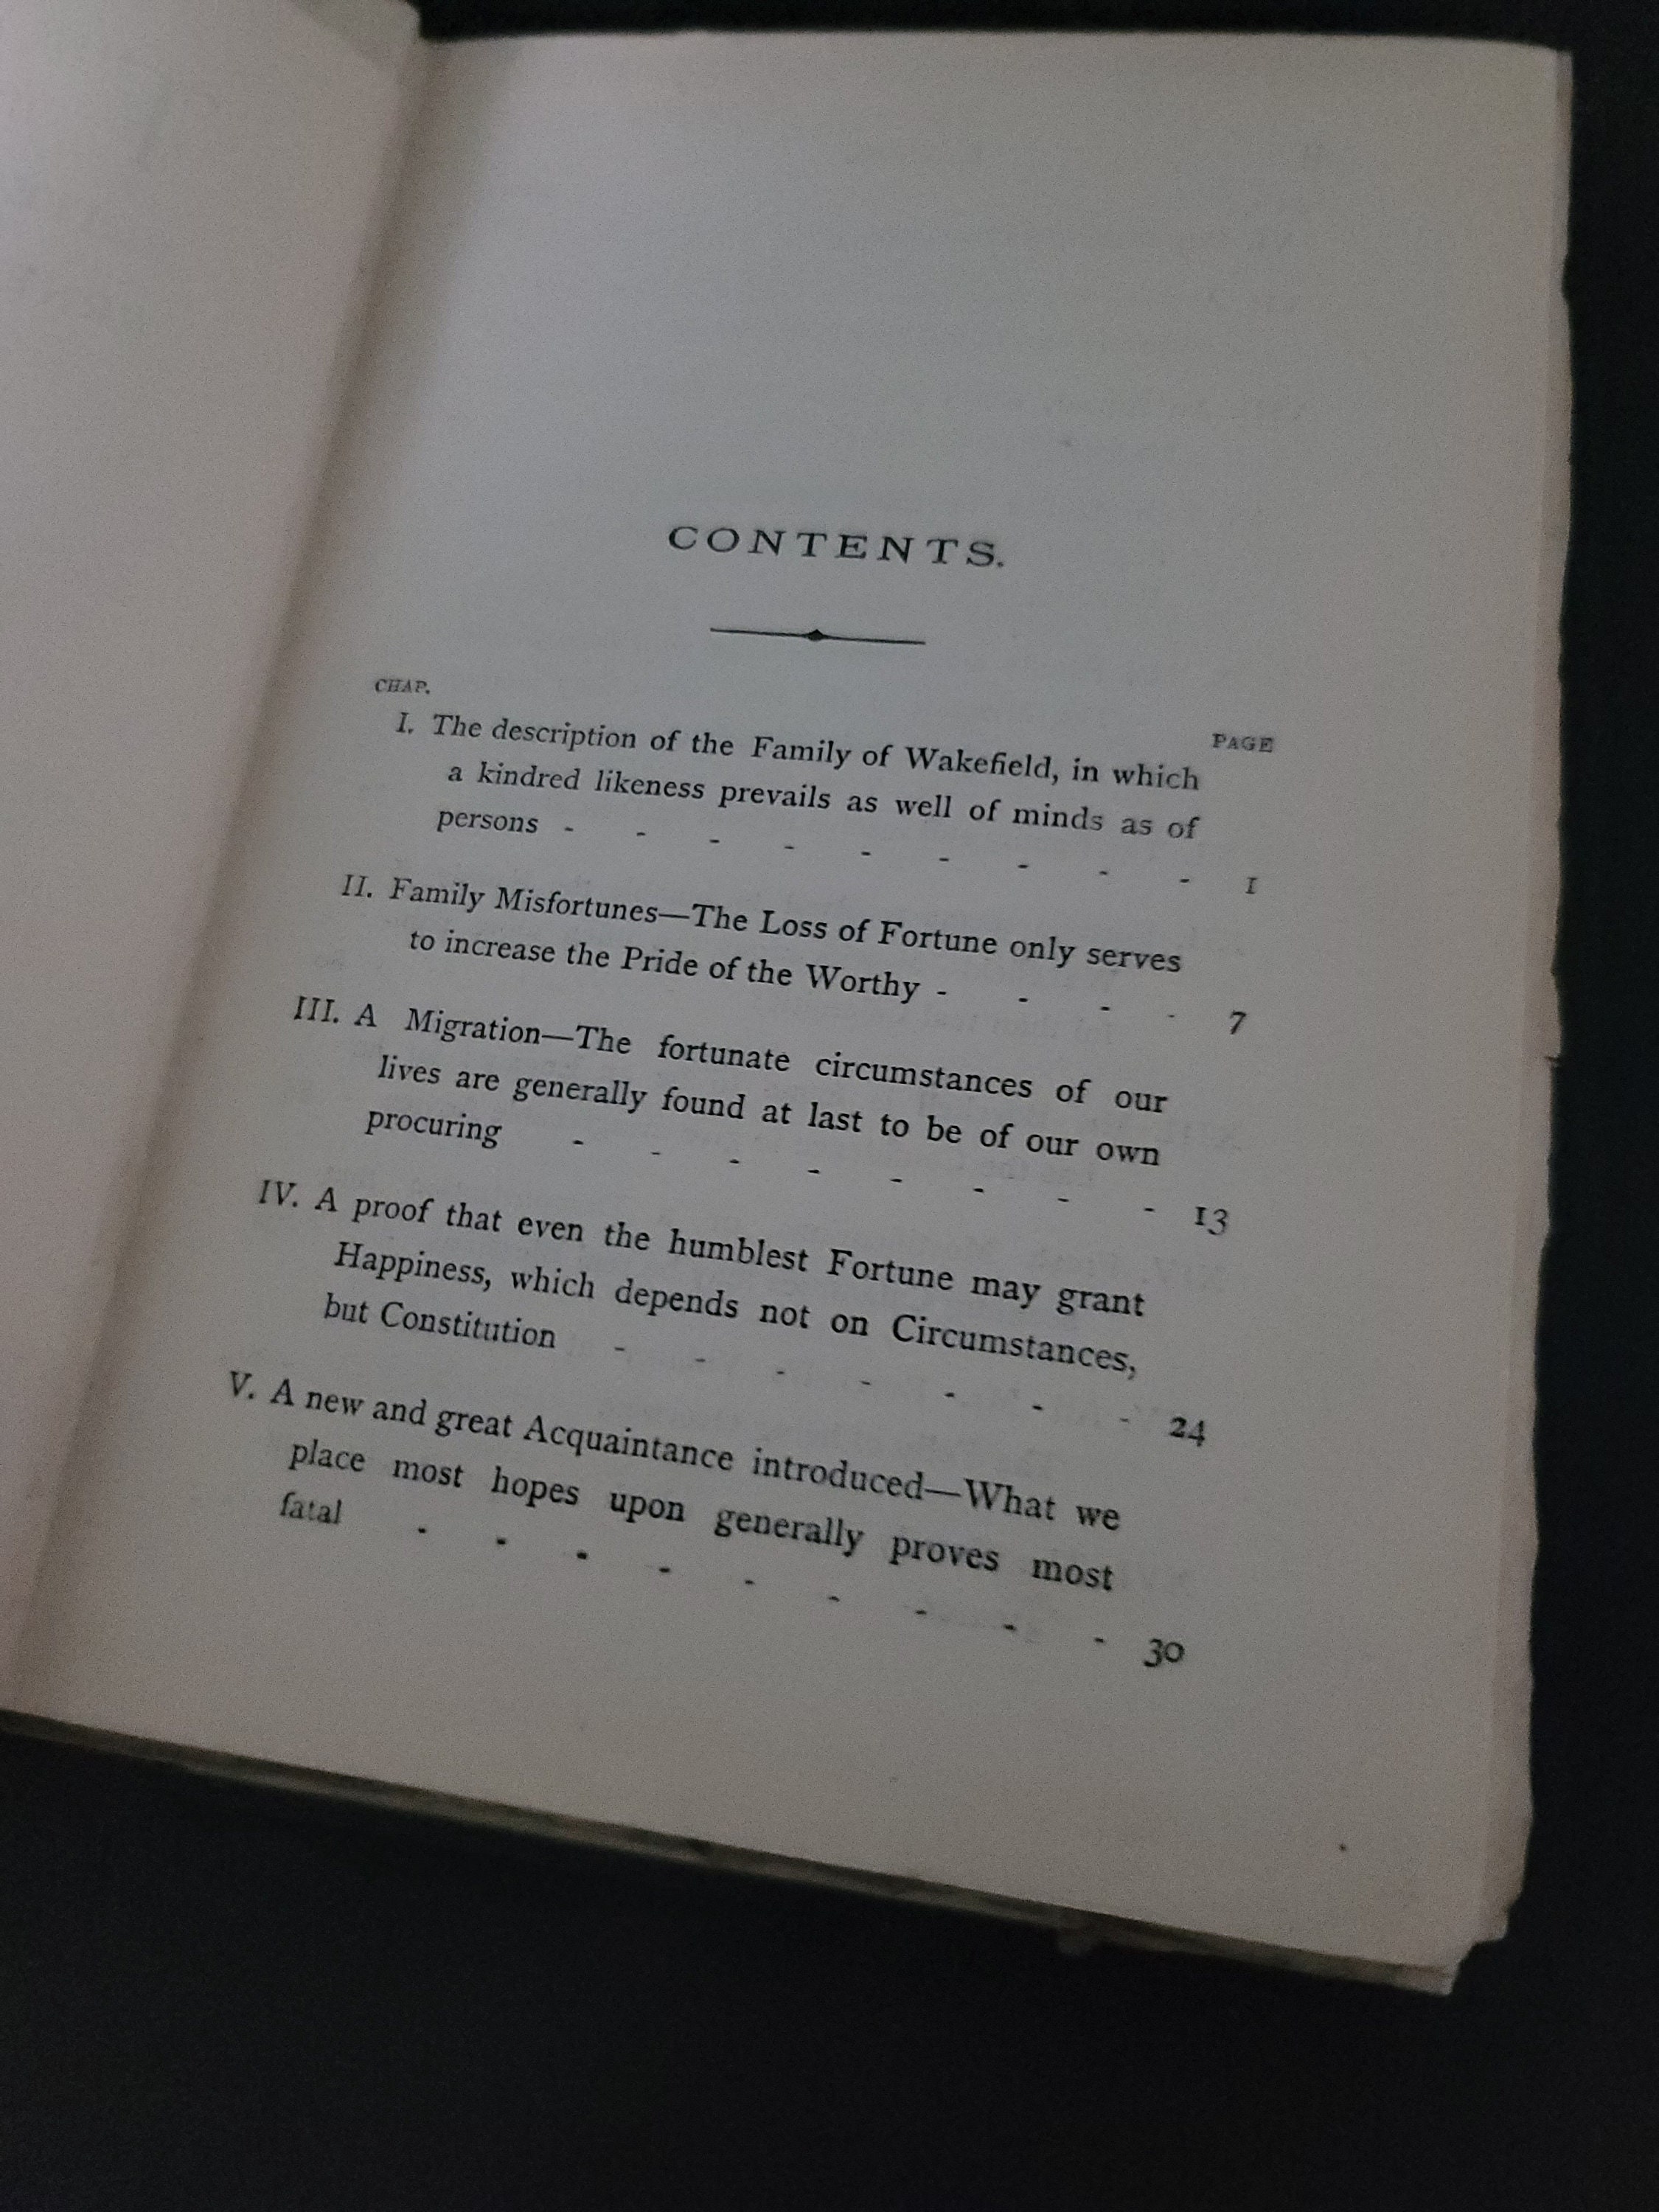 CONTENTS.
CHAP.
PAGE
I. The description of the Family of Wakefield, in which
a kindred likeness prevails as well of minds as of
persons - - - - - - - - - 1
II. Family Misfortunes—The Loss of Fortune only serves
to increase the Pride of the Worthy - - - - 7
III. A Migration—The fortunate circumstances of our
lives are generally found at last to be of our own
procuring - - - - - - - - 13
IV. A proof that even the humblest Fortune may grant
Happiness, which depends not on Circumstances,
but Constitution - - - - - - - 24
V. A new and great Acquaintance introduced—What we
place most hopes upon generally proves most
fatal - - - - - - - - - 30